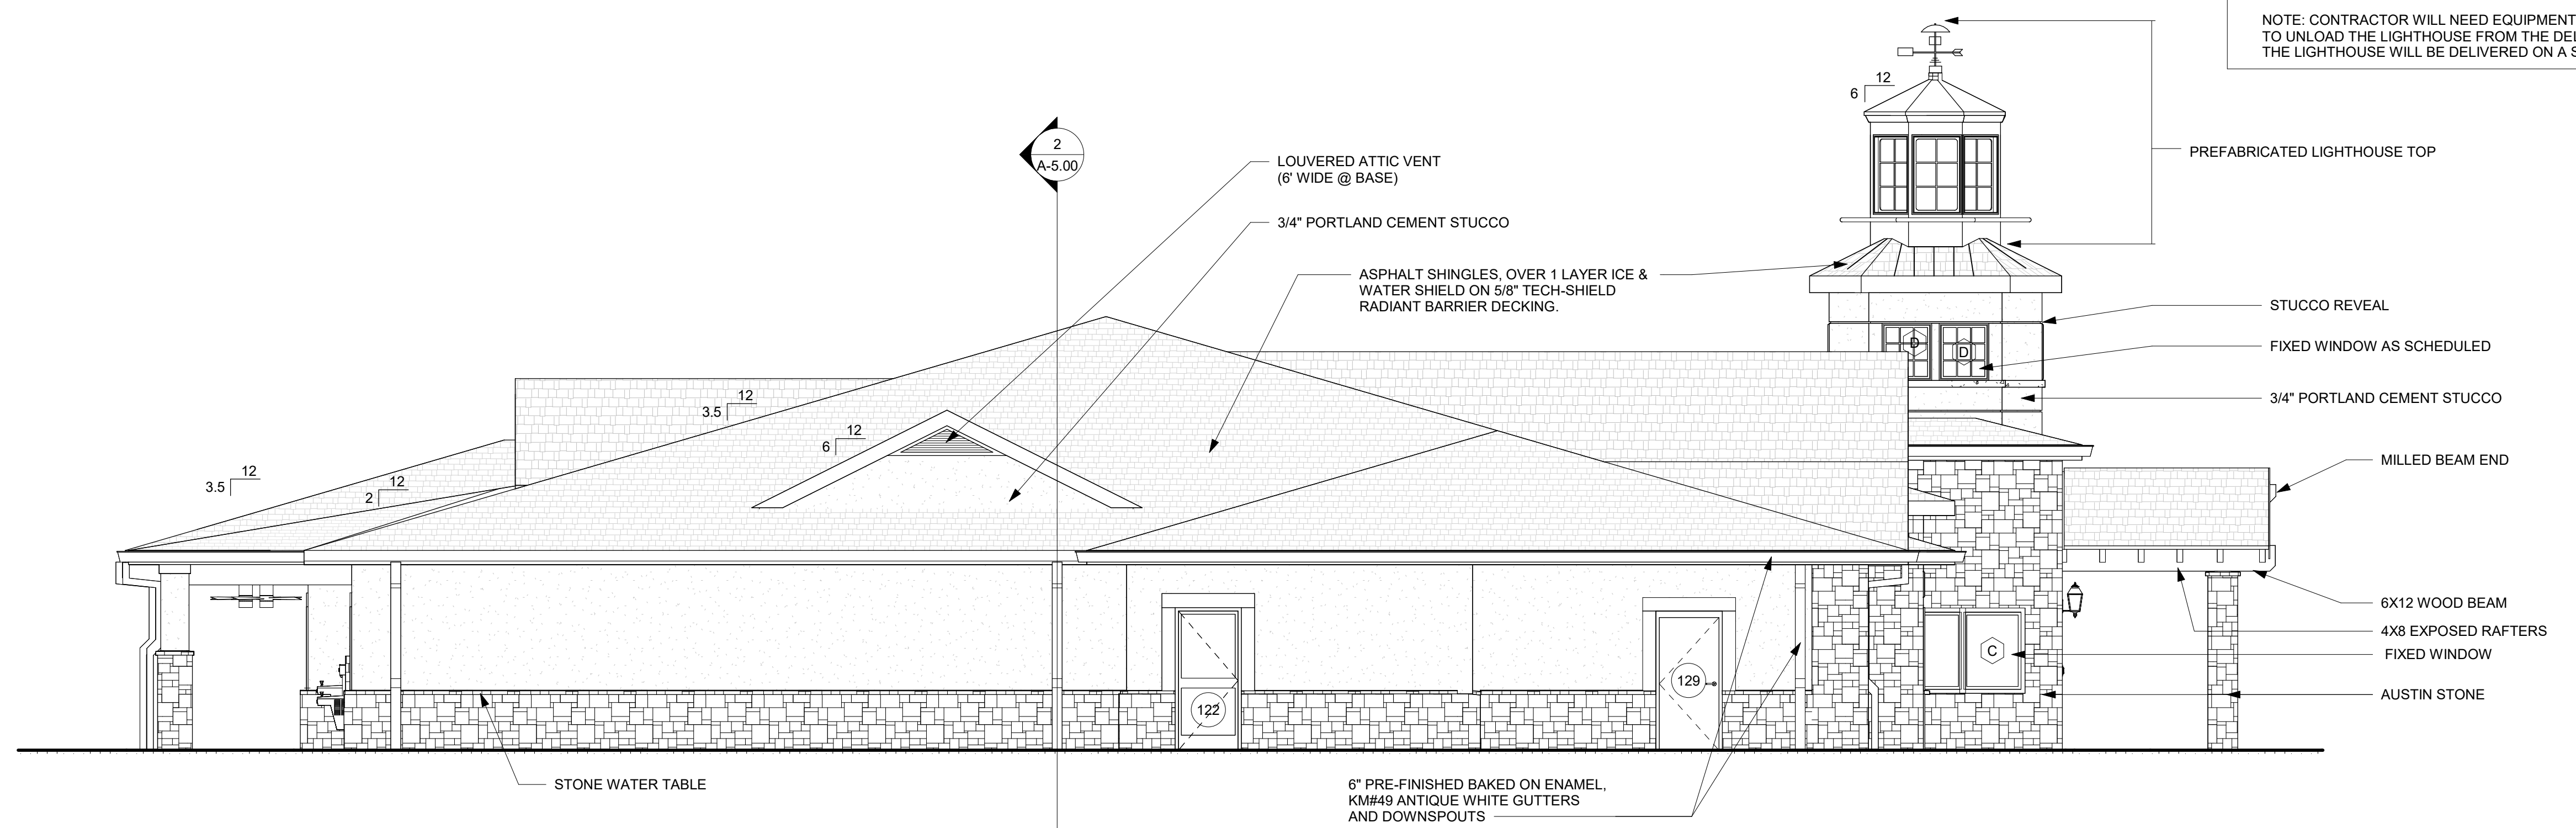 NOTE: CONTRACTOR WILL NEED EQUIPMENT
TO UNLOAD THE LIGHTHOUSE FROM THE DEL
THE LIGHTHOUSE WILL BE DELIVERED ON A S
12
6
2
A-5.00
LOUVERED ATTIC VENT
(6' WIDE @ BASE)
PREFABRICATED LIGHTHOUSE TOP
3/4" PORTLAND CEMENT STUCCO
ASPHALT SHINGLES, OVER 1 LAYER ICE &
WATER SHIELD ON 5/8" TECH-SHIELD
RADIANT BARRIER DECKING.
STUCCO REVEAL
D
D
FIXED WINDOW AS SCHEDULED
12
3.5
3/4" PORTLAND CEMENT STUCCO
12
6
12
3.5
12
2
MILLED BEAM END
6X12 WOOD BEAM
4X8 EXPOSED RAFTERS
C
FIXED WINDOW
129
122
AUSTIN STONE
STONE WATER TABLE
6" PRE-FINISHED BAKED ON ENAMEL,
KM#49 ANTIQUE WHITE GUTTERS
AND DOWNSPOUTS